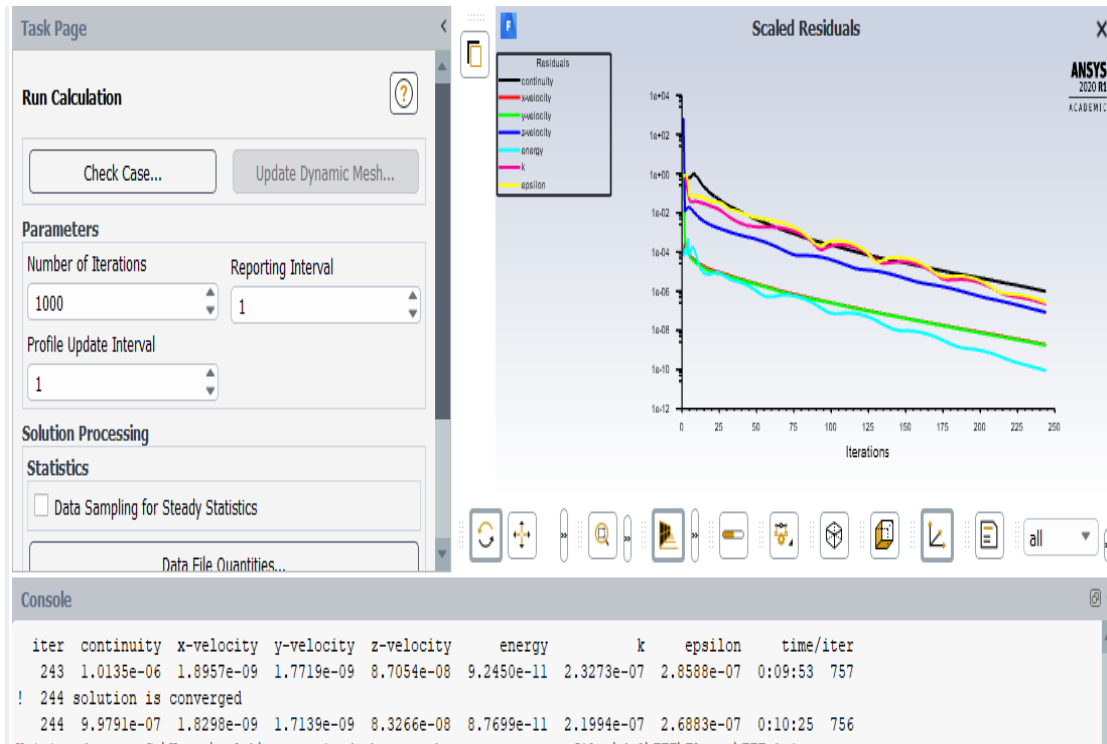 Task Page
Run Calculation
?
Check Case...
Update Dynamic Mesh...
Parameters
Number of Iterations
Reporting Interval
1000
1
Profile Update Interval
1
Solution Processing
Statistics
Data Sampling for Steady Statistics
Data File Quantities...
F
Scaled Residuals
X
ANSYS
2020 R1
ACADEMIC
Residuals
continuity
x-velocity
y-velocity
z-velocity
energy
k
epsilon
1e+04
1e+02
1e+00
1e-02
1e-04
1e-06
1e-08
1e-10
1e-12
0 25 50 75 100 125 150 175 200 225 250
Iterations
all
Console
iter continuity x-velocity y-velocity z-velocity energy k epsilon time/iter
243 1.0135e-06 1.8957e-09 1.7719e-09 8.7054e-08 9.2450e-11 2.3273e-07 2.8588e-07 0:09:53 757
! 244 solution is converged
244 9.9791e-07 1.8298e-09 1.7139e-09 8.3266e-08 8.7699e-11 2.1994e-07 2.6883e-07 0:10:25 756